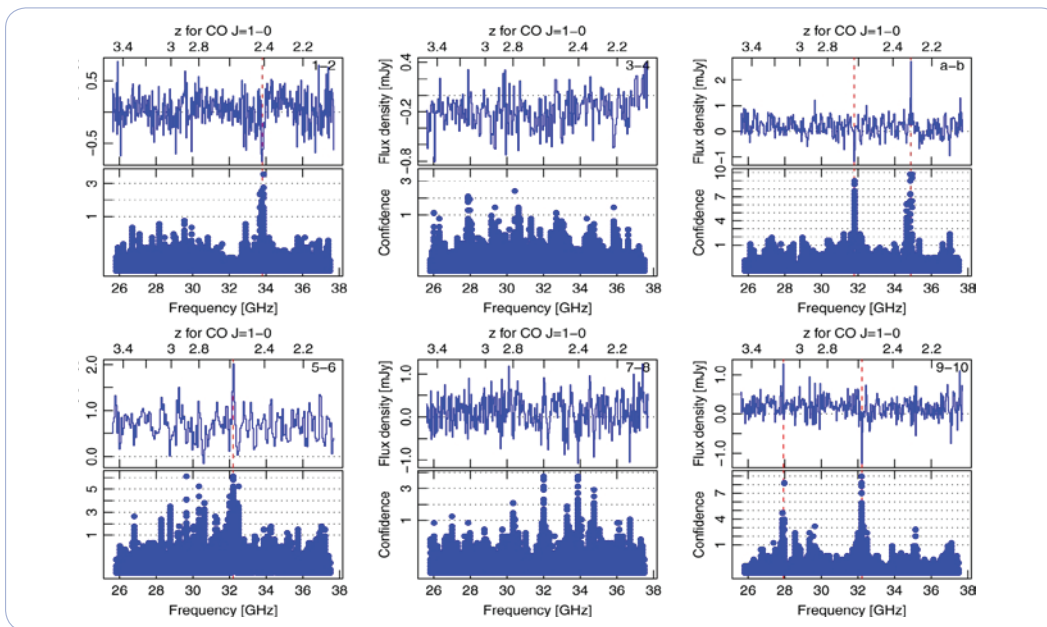 z for CO J=1−0
3.4 3 2.8 2.4 2.2
1−2
0.5
−0.5
3
1
26 28 30 32 34 36 38
Frequency [GHz]
z for CO J=1−0
3.4 3 2.8 2.4 2.2
3−4
Flux density [mJy]
0.4
−0.2
−0.8
Confidence
3
1
26 28 30 32 34 36 38
Frequency [GHz]
z for CO J=1−0
3.4 3 2.8 2.4 2.2
a−b
Flux density [mJy]
2
1
0
−1
Confidence
10
7
5
4
3
1
26 28 30 32 34 36 38
Frequency [GHz]
z for CO J=1−0
3.4 3 2.8 2.4 2.2
5−6
2.0
1.0
0.0
5
3
1
26 28 30 32 34 36 38
Frequency [GHz]
z for CO J=1−0
3.4 3 2.8 2.4 2.2
7−8
Flux density [mJy]
1.0
0.0
−1.0
Confidence
3
1
26 28 30 32 34 36 38
Frequency [GHz]
z for CO J=1−0
3.4 3 2.8 2.4 2.2
9−10
Flux density [mJy]
1.0
0.0
−1.0
Confidence
7
4
1
26 28 30 32 34 36 38
Frequency [GHz]